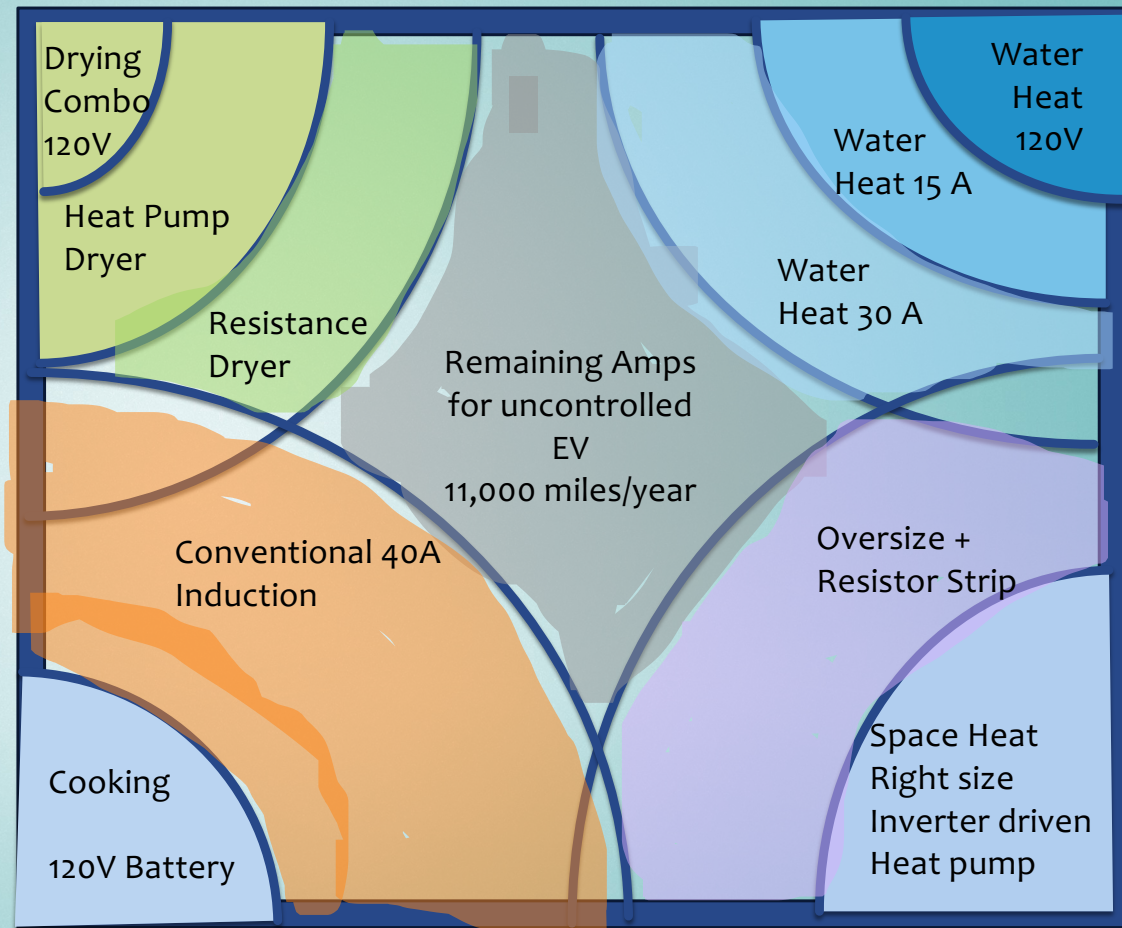 Drying
Combo
120V
Heat Pump
Dryer
Resistance
Dryer
Water
Heat
120V
Water
Heat 15 A
Water
Heat 30 A
Remaining Amps
for uncontrolled
EV
11,000 miles/year
Conventional 40A
Induction
Oversize +
Resistor Strip
Cooking
120V Battery
Space Heat
Right size
Inverter driven
Heat pump